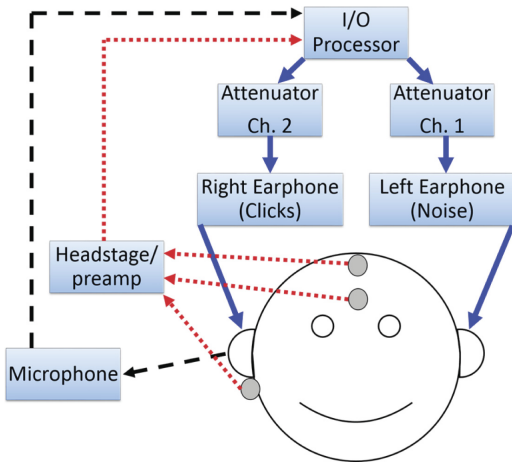 I/O
Processor
Attenuator
Ch. 2
Attenuator
Ch. 1
Right Earphone
(Clicks)
Left Earphone
(Noise)
Headstage/
preamp
Microphone